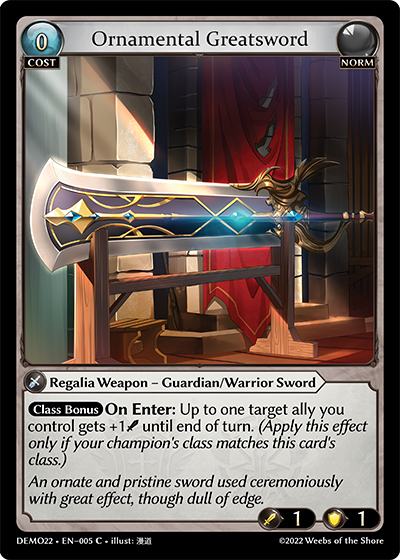 0
Ornamental Greatsword
COST
NORM
Regalia Weapon – Guardian/Warrior Sword
Class Bonus On Enter: Up to one target ally you
control gets +1 until end of turn. (Apply this effect
only if your champion's class matches this card's
class.)
An ornate and pristine sword used ceremoniously
with great effect, though dull of edge.
1
1
DEMO22 • EN-005 C • illust: 漫道
©2022 Weebs of the Shore